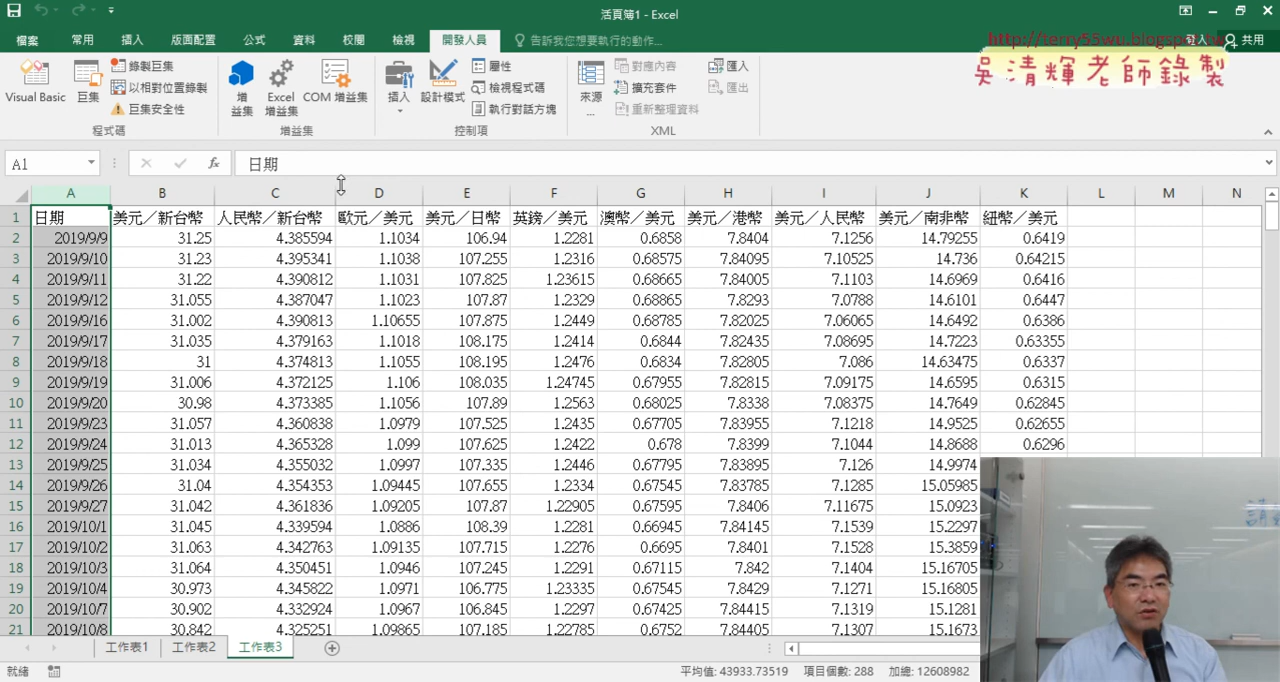 活頁簿1 - Excel
檔案 常用 插入 版面配置 公式 資料 校閱 檢視 開發人員 告訴我您想要執行的動作... 登入 共用
http://terry55wu.blogspot.tw
吳清輝老師錄製
Visual Basic 巨集 錄製巨集 以相對位置錄製 巨集安全性
增益集 Excel 增益集 COM 增益集
插入 設計模式 屬性 檢視程式碼 執行對話方塊
來源... 對應內容 擴充套件 重新整理資料 匯入 匯出
程式碼 增益集 控制項 XML
A1 fx 日期
A B C D E F G H I J K L M N
1 日期 美元／新台幣 人民幣／新台幣 歐元／美元 美元／日幣 英鎊／美元 澳幣／美元 美元／港幣 美元／人民幣 美元／南非幣 紐幣／美元
2 2019/9/9 31.25 4.385594 1.1034 106.94 1.2281 0.6858 7.8404 7.1256 14.79255 0.6419
3 2019/9/10 31.23 4.395341 1.1038 107.255 1.2316 0.68575 7.84095 7.10525 14.736 0.64215
4 2019/9/11 31.22 4.390812 1.1031 107.825 1.23615 0.68665 7.84005 7.1103 14.6969 0.6416
5 2019/9/12 31.055 4.387047 1.1023 107.87 1.2329 0.68865 7.8293 7.0788 14.6101 0.6447
6 2019/9/16 31.002 4.390813 1.10655 107.875 1.2449 0.68785 7.82025 7.06065 14.6492 0.6386
7 2019/9/17 31.035 4.379163 1.1018 108.175 1.2414 0.6844 7.82435 7.08695 14.7223 0.63355
8 2019/9/18 31 4.374813 1.1055 108.195 1.2476 0.6834 7.82805 7.086 14.63475 0.6337
9 2019/9/19 31.006 4.372125 1.106 108.035 1.24745 0.67955 7.82815 7.09175 14.6595 0.6315
10 2019/9/20 30.98 4.373385 1.1056 107.89 1.2563 0.68025 7.8338 7.08375 14.7649 0.62845
11 2019/9/23 31.057 4.360838 1.0979 107.525 1.2435 0.67705 7.83955 7.1218 14.9525 0.62655
12 2019/9/24 31.013 4.365328 1.099 107.625 1.2422 0.678 7.8399 7.1044 14.8688 0.6296
13 2019/9/25 31.034 4.355032 1.0997 107.335 1.2446 0.67795 7.83895 7.126 14.9974
14 2019/9/26 31.04 4.354353 1.09445 107.655 1.2334 0.67545 7.83785 7.1285 15.05985
15 2019/9/27 31.042 4.361636 1.09205 107.87 1.22905 0.67595 7.8406 7.11675 15.0923
16 2019/10/1 31.045 4.339594 1.0886 108.39 1.2281 0.66945 7.84145 7.1539 15.2297
17 2019/10/2 31.063 4.342763 1.09135 107.715 1.2276 0.6695 7.8401 7.1528 15.3859
18 2019/10/3 31.064 4.350451 1.0946 107.245 1.2291 0.67115 7.842 7.1404 15.16705
19 2019/10/4 30.973 4.345822 1.0971 106.775 1.23335 0.67545 7.8429 7.1271 15.16805
20 2019/10/7 30.902 4.332924 1.0967 106.845 1.2297 0.67425 7.84415 7.1319 15.1281
21 2019/10/8 30.842 4.325251 1.09865 107.185 1.22785 0.6752 7.84405 7.1307 15.1673
工作表1 工作表2 工作表3
就緒 平均值: 43933.73519 項目個數: 288 加總: 12608982